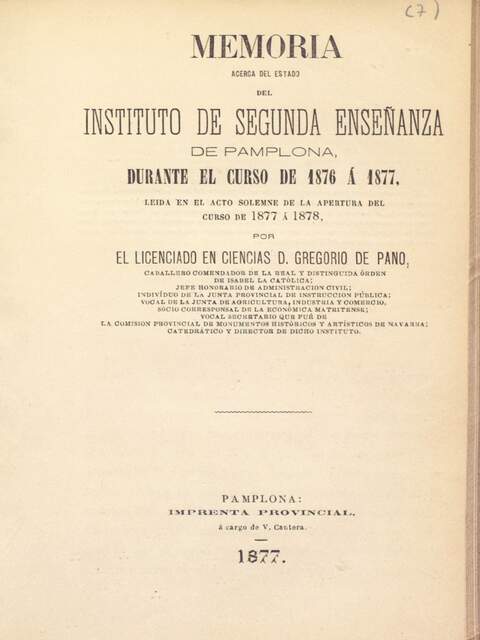 (7)
MEMORIA
ACERCA DEL ESTADO
DEL
INSTITUTO DE SEGUNDA ENSEÑANZA
DE PAMPLONA,
DURANTE EL CURSO DE 1876 Á 1877,
LEIDA EN EL ACTO SOLEMNE DE LA APERTURA DEL
CURSO DE 1877 Á 1878,
POR
EL LICENCIADO EN CIENCIAS D. GREGORIO DE PANO,
CABALLERO COMENDADOR DE LA REAL Y DISTINGUIDA ÓRDEN
DE ISABEL LA CATÓLICA;
JEFE HONORARIO DE ADMINISTRACION CIVIL;
INDIVÍDUO DE LA JUNTA PROVINCIAL DE INSTRUCCION PÚBLICA;
VOCAL DE LA JUNTA DE AGRICULTURA, INDUSTRIA Y COMERCIO,
SÓCIO CORRESPONSAL DE LA ECONÓMICA MATRITENSE;
VOCAL SECRETARIO QUE FUÉ DE
LA COMISION PROVINCIAL DE MONUMENTOS HISTÓRICOS Y ARTÍSTICOS DE NAVARRA;
CATEDRÁTICO Y DIRECTOR DE DICHO INSTITUTO.
PAMPLONA:
IMPRENTA PROVINCIAL,
á cargo de V. Cantera.
1877.